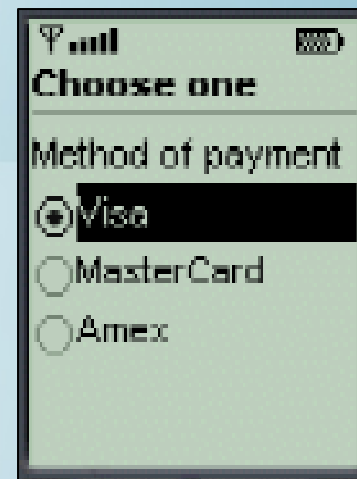 Choose one
Method of payment
Visa
MasterCard
Amex